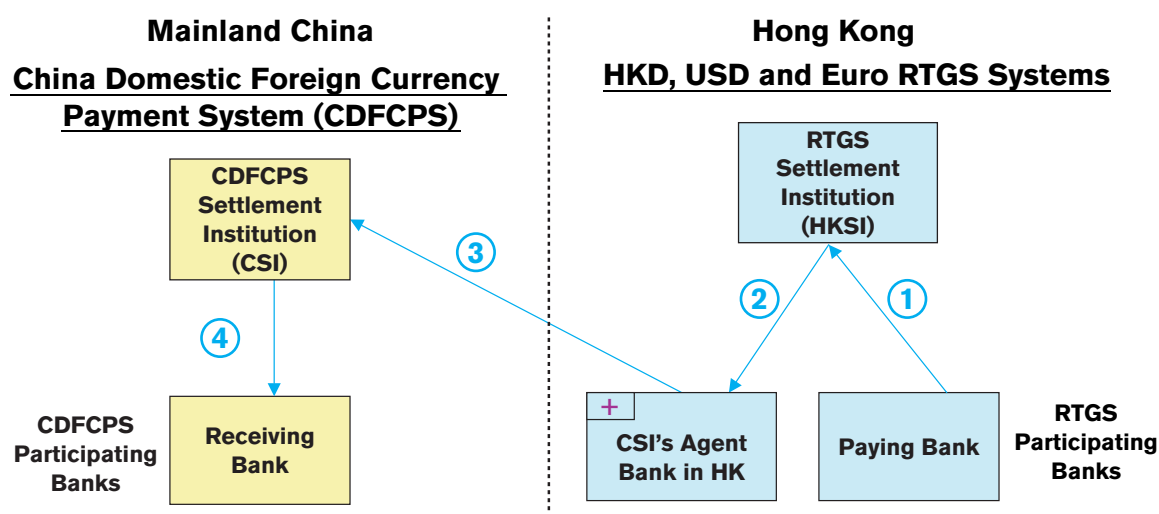 Mainland China
China Domestic Foreign Currency
Payment System (CDFCPS)
CDFCPS
Settlement
Institution
(CSI)
4
Receiving
Bank
CDFCPS
Participating
Banks
3
Hong Kong
HKD, USD and Euro RTGS Systems
RTGS
Settlement
Institution
(HKSI)
2
1
+
CSI’s Agent
Bank in HK
Paying Bank
RTGS
Participating
Banks